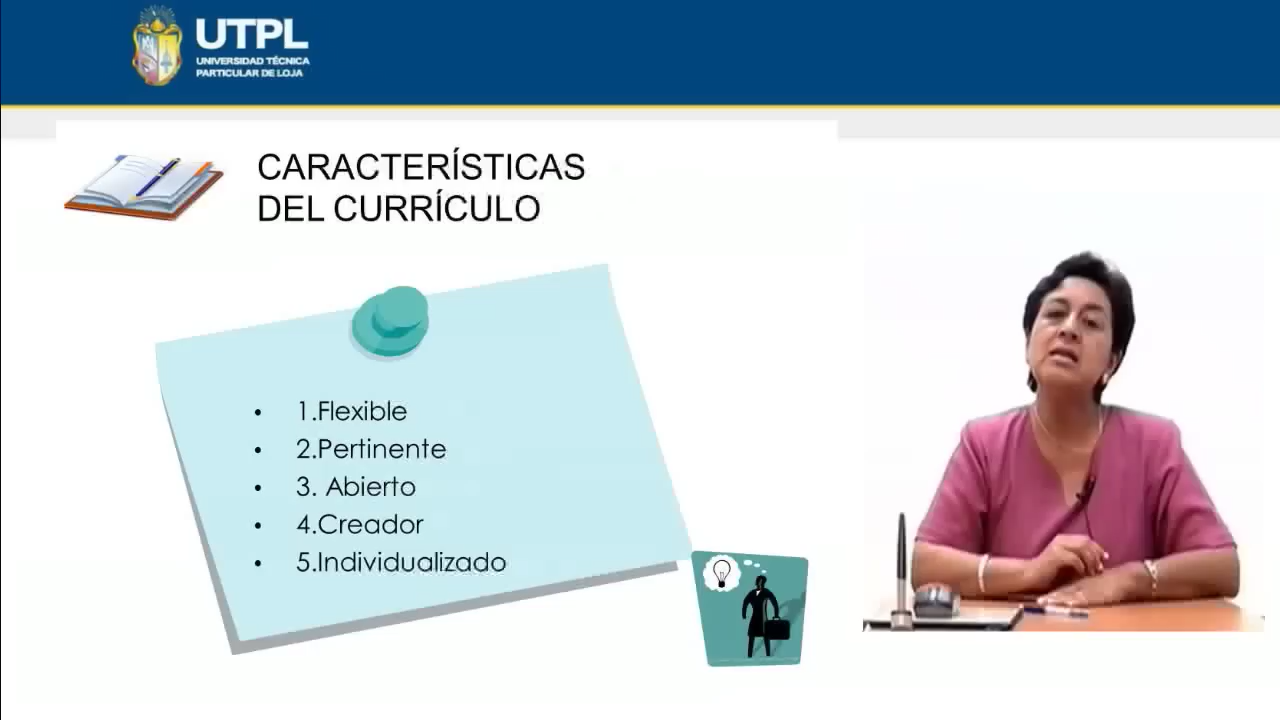 UTPL
UNIVERSIDAD TÉCNICA
PARTICULAR DE LOJA
CARACTERÍSTICAS
DEL CURRÍCULO
• 1.Flexible
• 2.Pertinente
• 3. Abierto
• 4.Creador
• 5.Individualizado